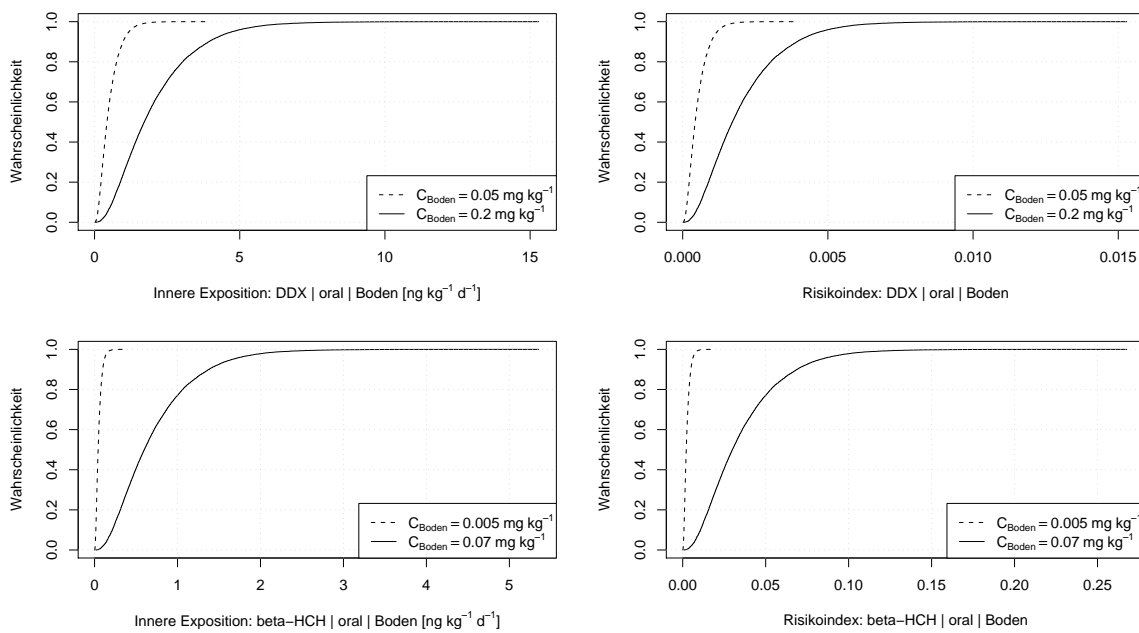 Wahrscheinlichkeit
1.0
0.8
0.6
0.4
0.2
0.0
C_Boden = 0.05 mg kg⁻¹
C_Boden = 0.2 mg kg⁻¹
0 5 10 15
Innere Exposition: DDX | oral | Boden [ng kg⁻¹ d⁻¹]
Wahrscheinlichkeit
1.0
0.8
0.6
0.4
0.2
0.0
C_Boden = 0.05 mg kg⁻¹
C_Boden = 0.2 mg kg⁻¹
0.000 0.005 0.010 0.015
Risikoindex: DDX | oral | Boden
Wahrscheinlichkeit
1.0
0.8
0.6
0.4
0.2
0.0
C_Boden = 0.005 mg kg⁻¹
C_Boden = 0.07 mg kg⁻¹
0 1 2 3 4 5
Innere Exposition: beta−HCH | oral | Boden [ng kg⁻¹ d⁻¹]
Wahrscheinlichkeit
1.0
0.8
0.6
0.4
0.2
0.0
C_Boden = 0.005 mg kg⁻¹
C_Boden = 0.07 mg kg⁻¹
0.00 0.05 0.10 0.15 0.20 0.25
Risikoindex: beta−HCH | oral | Boden